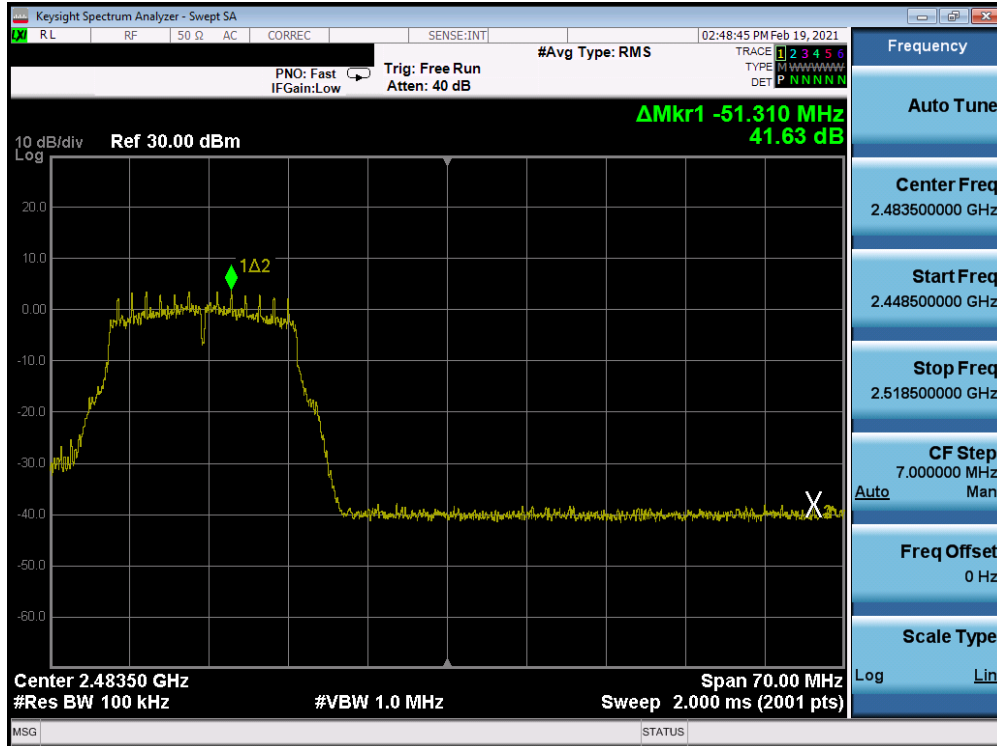 Keysight Spectrum Analyzer - Swept SA
LXI RL RF 50 Ω AC CORREC SENSE:INT 02:48:45 PM Feb 19, 2021
#Avg Type: RMS
TRACE 1 2 3 4 5 6
TYPE M WWWWW
DET P N N N N N
PNO: Fast
IFGain:Low
Trig: Free Run
Atten: 40 dB
ΔMkr1 -51.310 MHz
41.63 dB
10 dB/div Ref 30.00 dBm
Log
20.0
10.0
0.00
-10.0
-20.0
-30.0
-40.0
-50.0
-60.0
1Δ2
X2
Center 2.48350 GHz
Span 70.00 MHz
#Res BW 100 kHz
#VBW 1.0 MHz
Sweep 2.000 ms (2001 pts)
MSG
STATUS
Frequency
Auto Tune
Center Freq
2.483500000 GHz
Start Freq
2.448500000 GHz
Stop Freq
2.518500000 GHz
CF Step
7.000000 MHz
Auto Man
Freq Offset
0 Hz
Scale Type
Log Lin